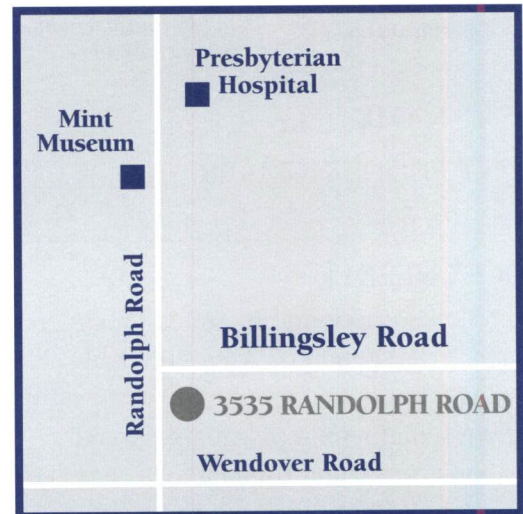 Presbyterian
Hospital
Mint
Museum
Randolph Road
Billingsley Road
3535 RANDOLPH ROAD
Wendover Road